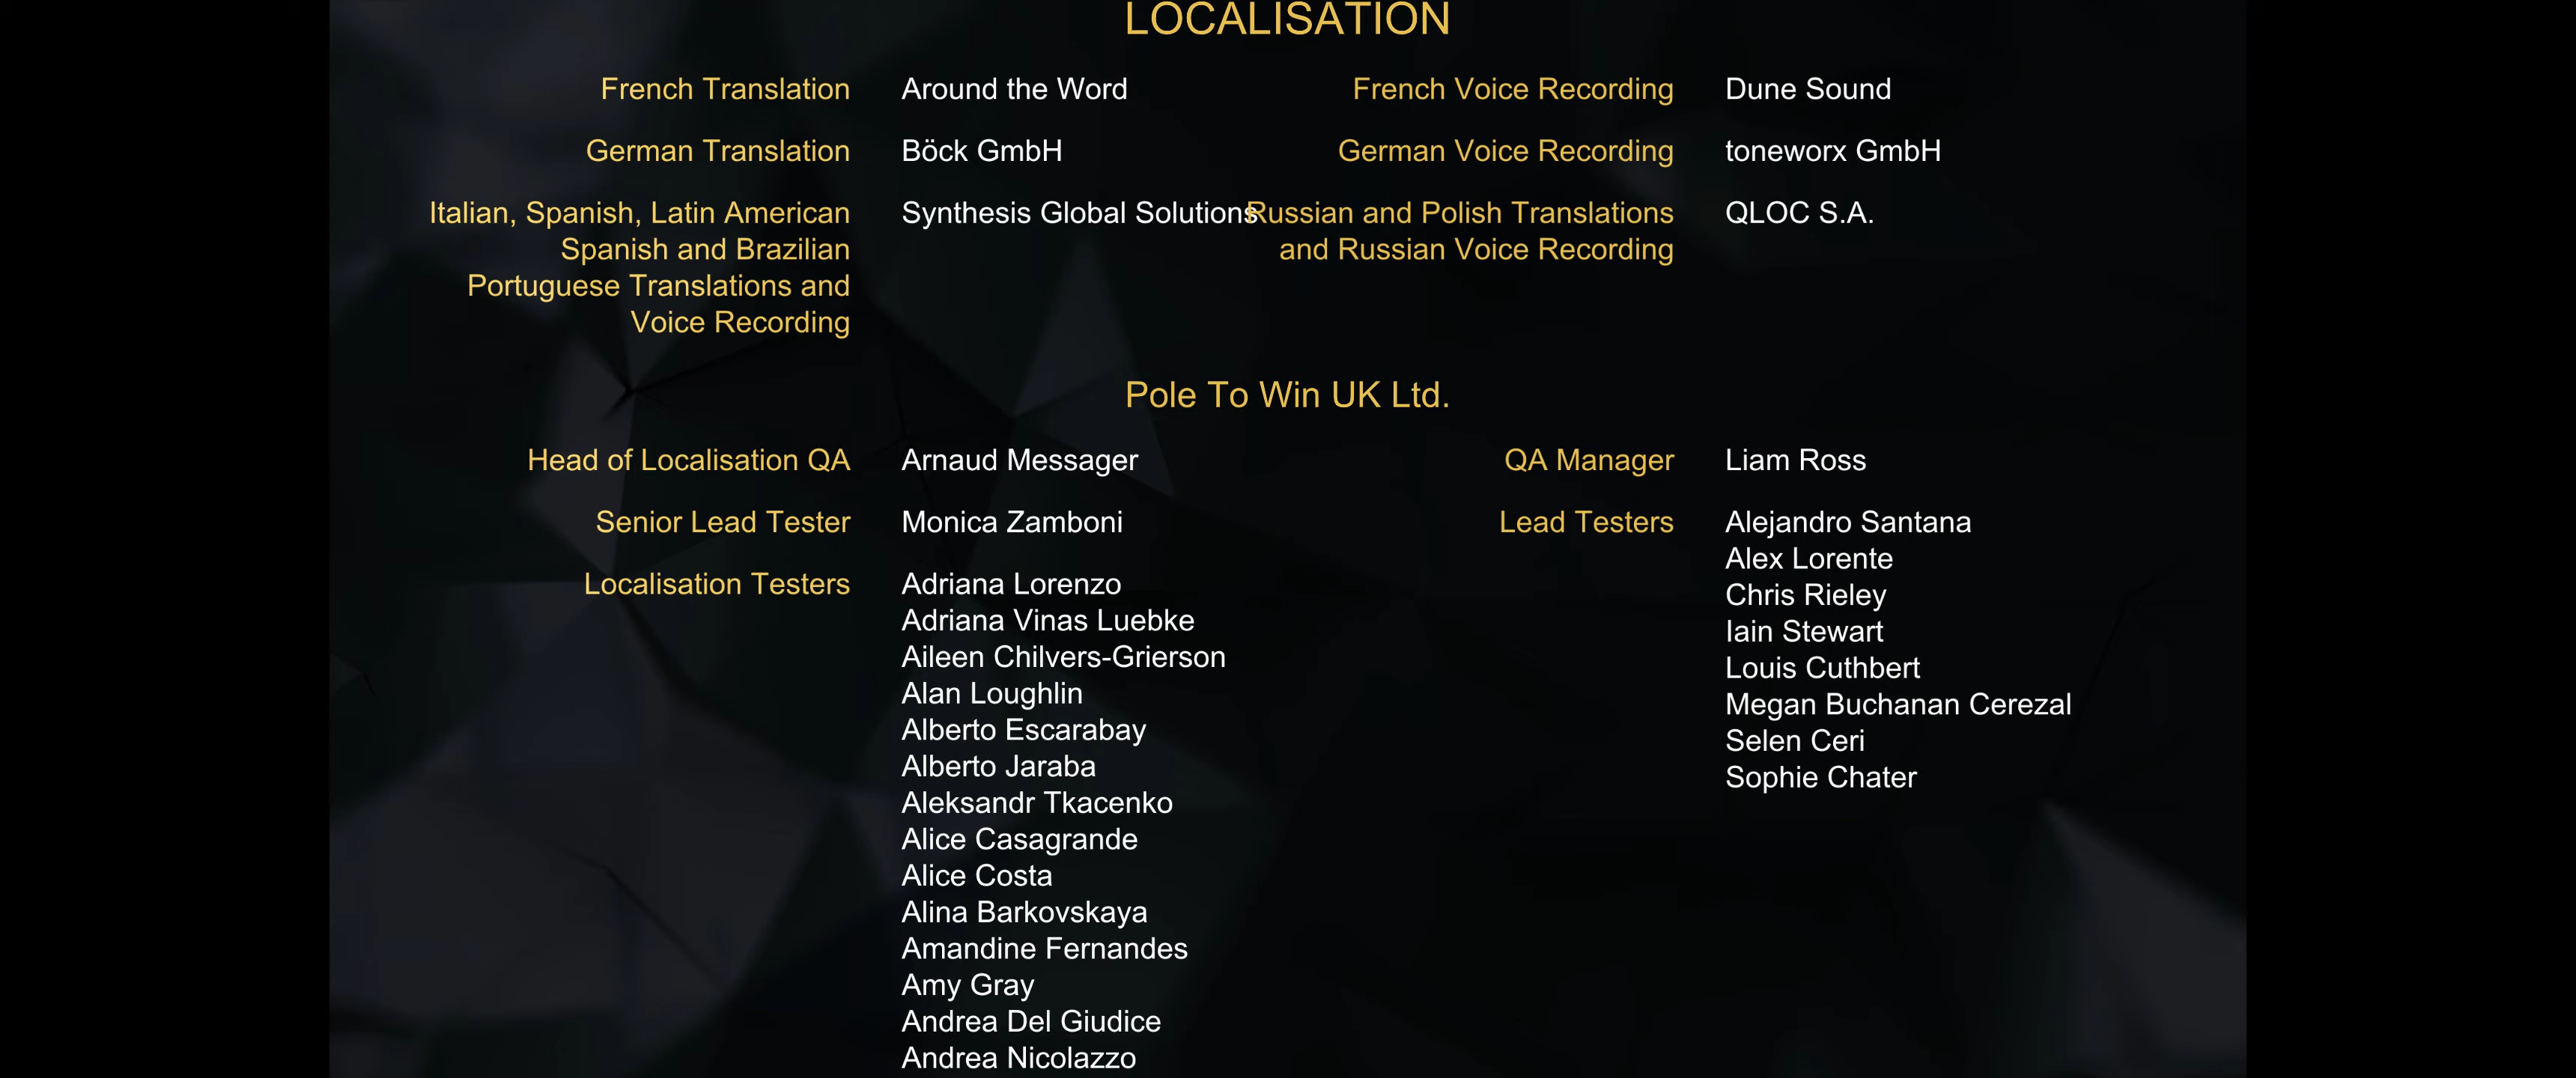 LOCALISATION
French Translation Around the Word French Voice Recording Dune Sound
German Translation Böck GmbH German Voice Recording toneworx GmbH
Italian, Spanish, Latin American Synthesis Global Solutions Russian and Polish Translations QLOC S.A.
Spanish and Brazilian and Russian Voice Recording
Portuguese Translations and
Voice Recording
Pole To Win UK Ltd.
Head of Localisation QA Arnaud Messager QA Manager Liam Ross
Senior Lead Tester Monica Zamboni Lead Testers Alejandro Santana
Alex Lorente
Localisation Testers Adriana Lorenzo Chris Rieley
Adriana Vinas Luebke Iain Stewart
Aileen Chilvers-Grierson Louis Cuthbert
Alan Loughlin Megan Buchanan Cerezal
Alberto Escarabay Selen Ceri
Alberto Jaraba Sophie Chater
Aleksandr Tkacenko
Alice Casagrande
Alice Costa
Alina Barkovskaya
Amandine Fernandes
Amy Gray
Andrea Del Giudice
Andrea Nicolazzo